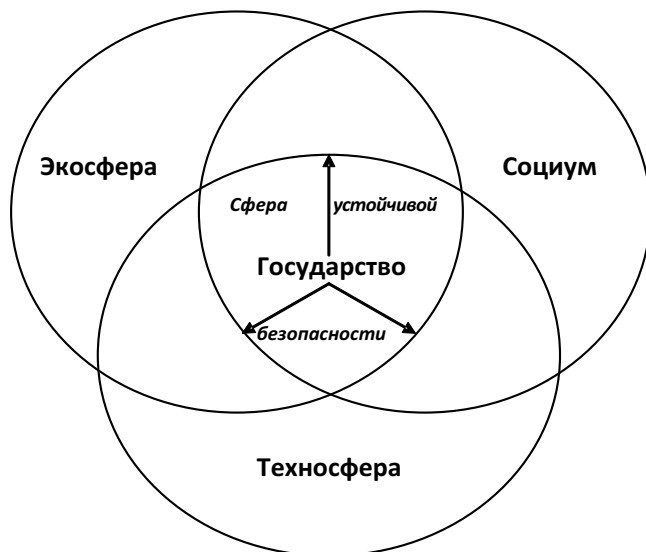 Экосфера
Социум
Сфера устойчивой
Государство
безопасности
Техносфера